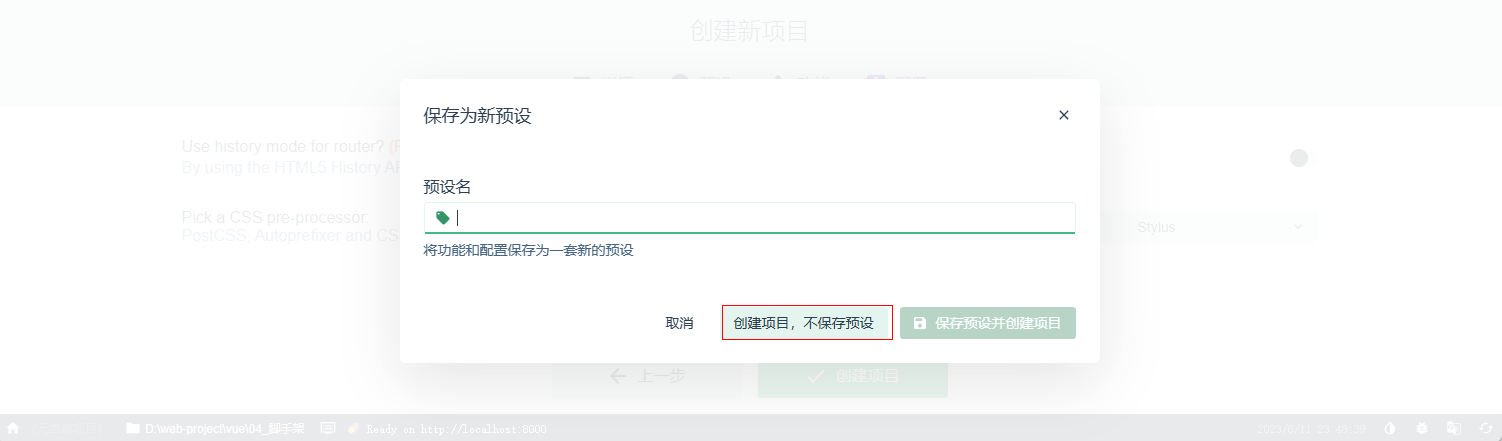 创建新项目
保存为新预设
Use history mode for router?
By using the HTML5 History AP
预设名
Pick a CSS pre-processor:
PostCSS, Autoprefixer and CS
Stylus
将功能和配置保存为一套新的预设
取消
创建项目，不保存预设
保存预设并创建项目
上一步
创建项目
D:\web-project\vue\04_脚手架
Ready on http://localhost:8000
2023/6/11 23:48:39